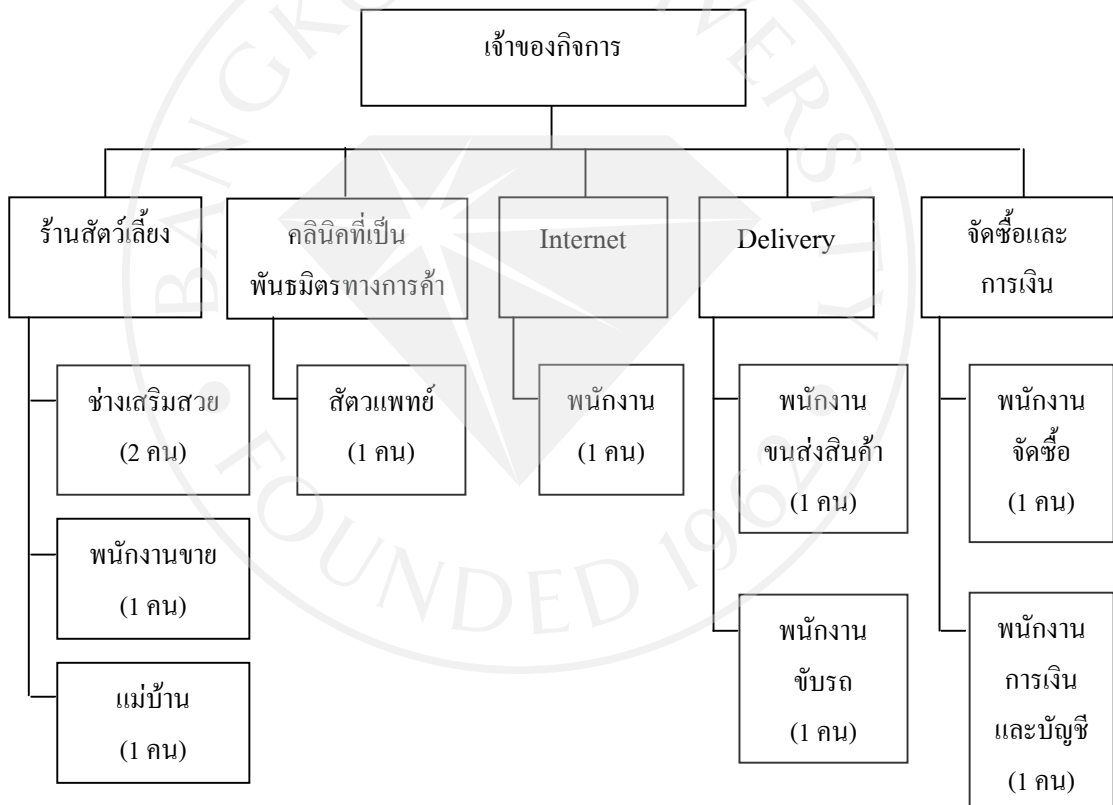 เจ้าของกิจการ
ร้านสัตว์เลี้ยง
คลินิคที่เป็น
พันธมิตรทางการค้า
Internet
Delivery
จัดซื้อและ
การเงิน
ช่างเสริมสวย
(2 คน)
พนักงานขาย
(1 คน)
แม่บ้าน
(1 คน)
สัตวแพทย์
(1 คน)
พนักงาน
(1 คน)
พนักงาน
ขนส่งสินค้า
(1 คน)
พนักงาน
ขับรถ
(1 คน)
พนักงาน
จัดซื้อ
(1 คน)
พนักงาน
การเงิน
และบัญชี
(1 คน)
BANGKOK UNIVERSITY
FOUNDED 1962